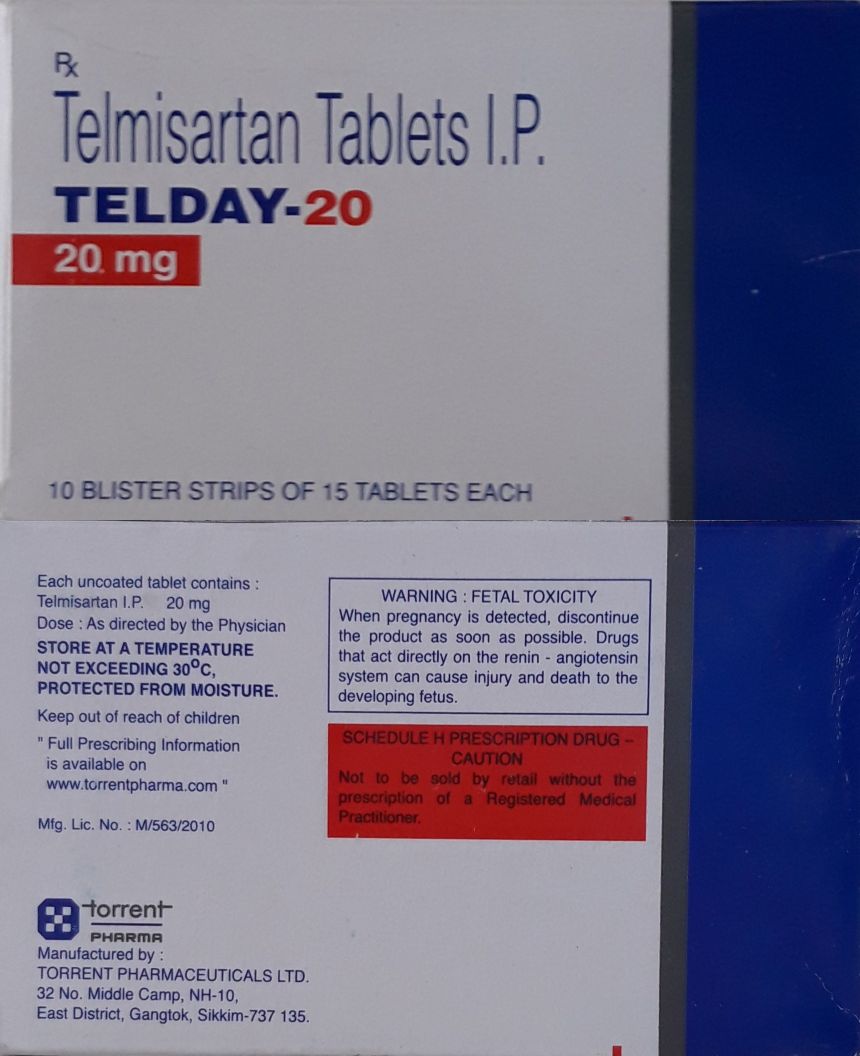 Rx
Telmisartan Tablets I.P.
TELDAY-20
20 mg
10 BLISTER STRIPS OF 15 TABLETS EACH
Each uncoated tablet contains :
Telmisartan I.P. 20 mg
Dose : As directed by the Physician
STORE AT A TEMPERATURE
NOT EXCEEDING 30°C,
PROTECTED FROM MOISTURE.
Keep out of reach of children
" Full Prescribing Information
is available on
www.torrentpharma.com "
Mfg. Lic. No. : M/563/2010
torrent
PHARMA
Manufactured by :
TORRENT PHARMACEUTICALS LTD.
32 No. Middle Camp, NH-10,
East District, Gangtok, Sikkim-737 135.
WARNING : FETAL TOXICITY
When pregnancy is detected, discontinue
the product as soon as possible. Drugs
that act directly on the renin - angiotensin
system can cause injury and death to the
developing fetus.
SCHEDULE H PRESCRIPTION DRUG –
CAUTION
Not to be sold by retail without the
prescription of a Registered Medical
Practitioner.